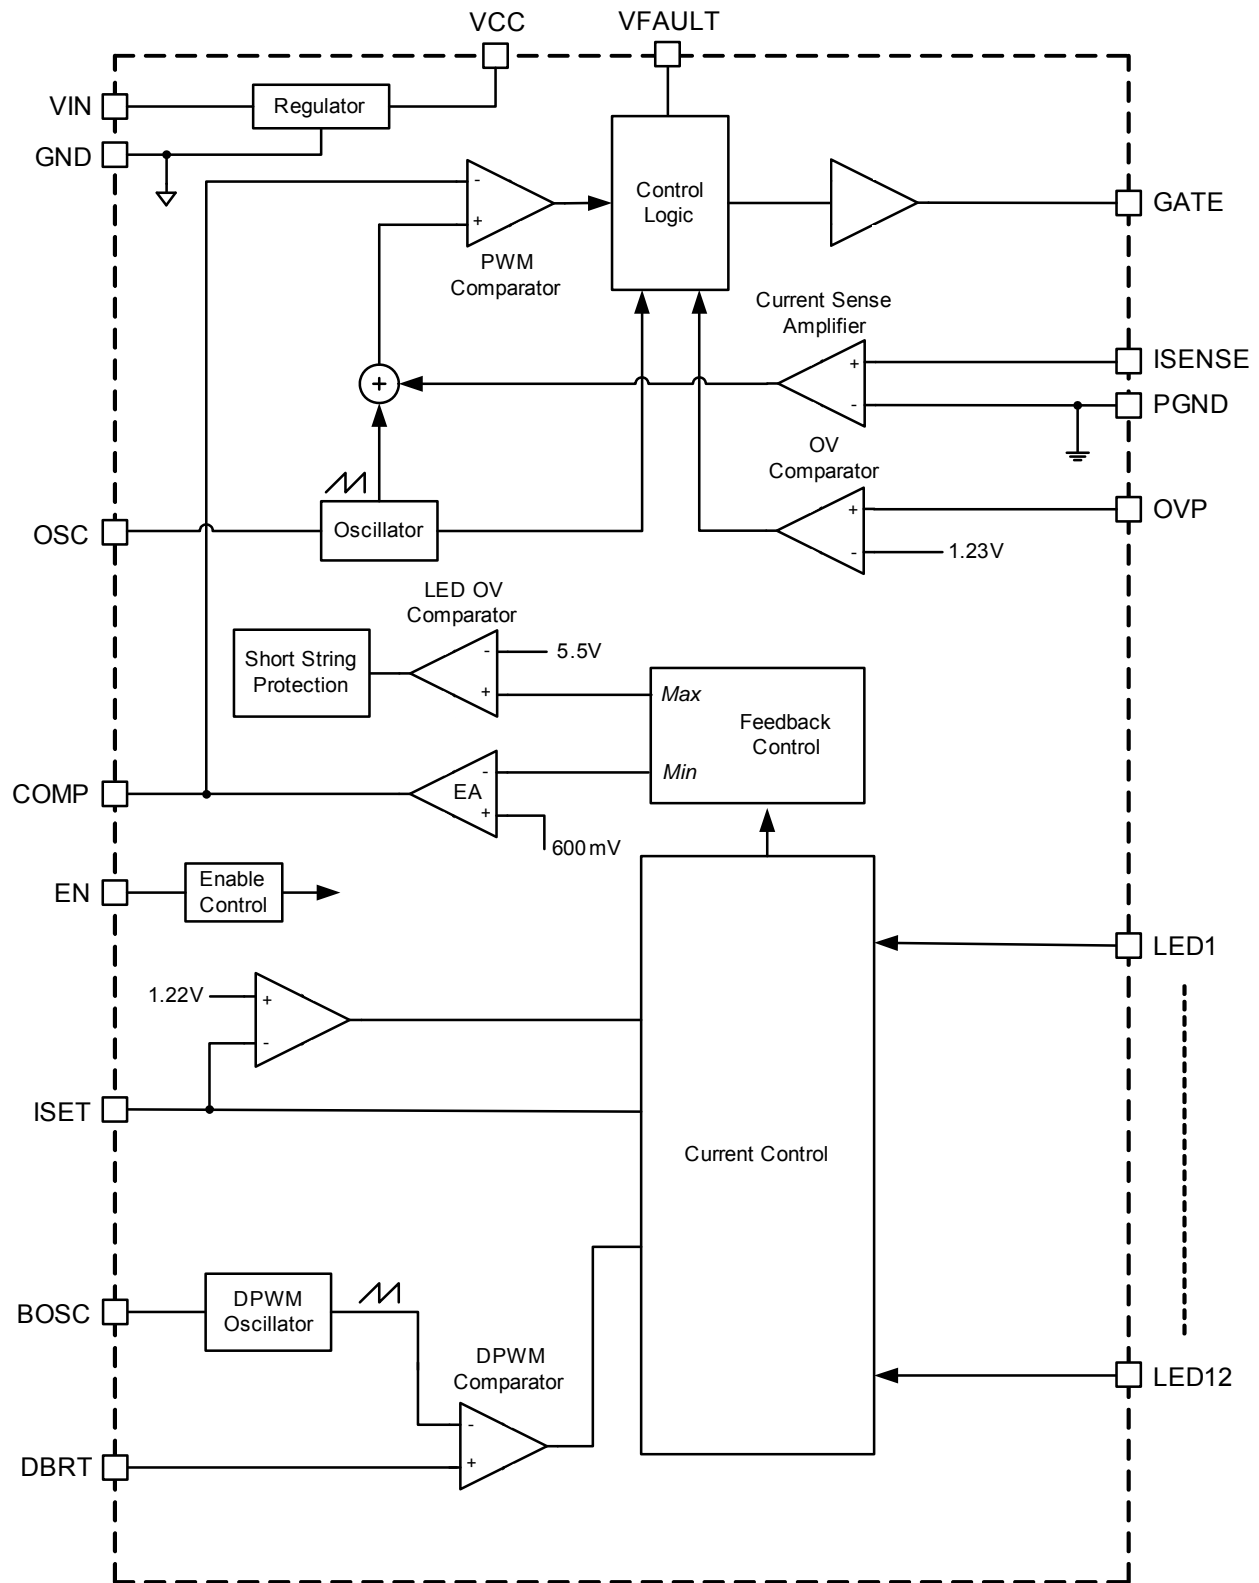 VCC
VFAULT
VIN
Regulator
GND
-
+
PWM
Comparator
Control
Logic
GATE
Current Sense
Amplifier
+
-
ISENSE
PGND
+
OV
Comparator
+
-
OVP
1.23V
OSC
Oscillator
LED OV
Comparator
-
+
5.5V
Short String
Protection
Max
Feedback
Control
Min
COMP
EA
-
+
600mV
EN
Enable
Control
LED1
1.22V
+
-
ISET
Current Control
BOSC
DPWM
Oscillator
DPWM
Comparator
-
+
LED12
DBRT